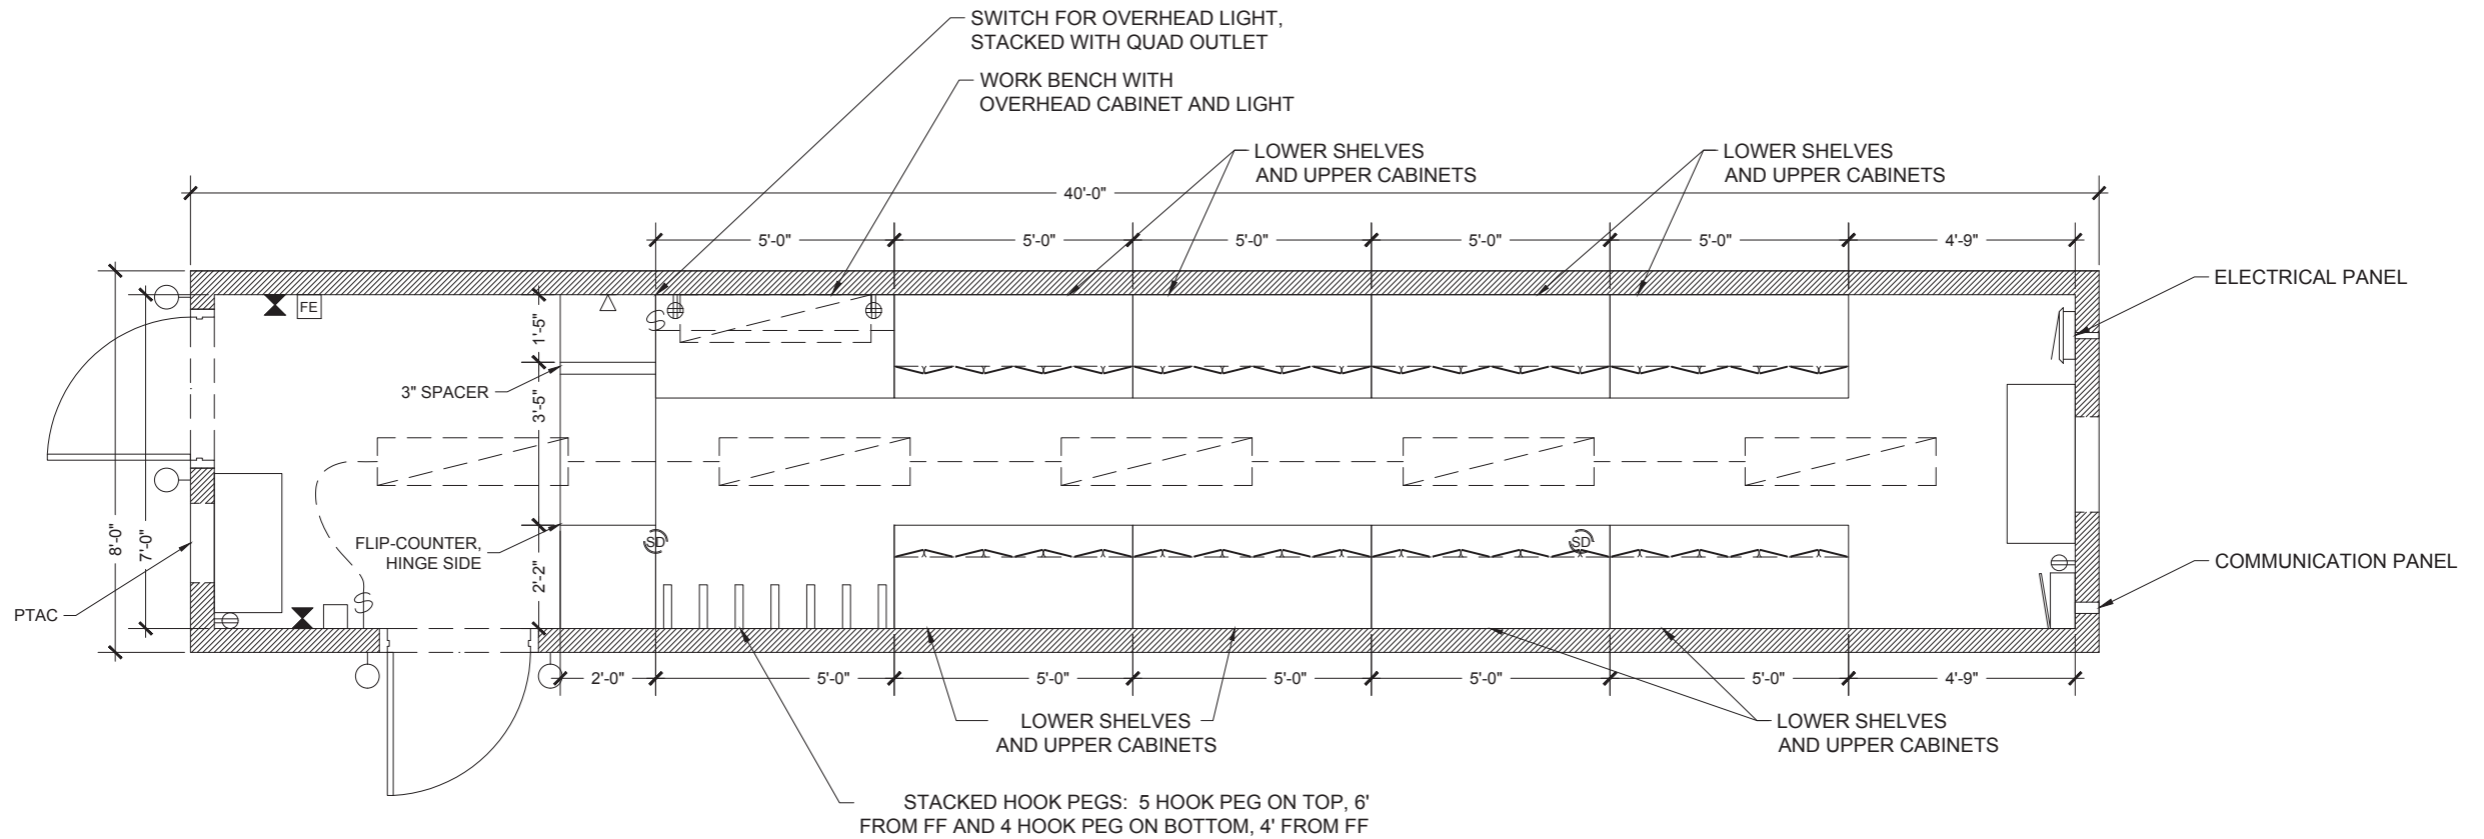 SWITCH FOR OVERHEAD LIGHT,
STACKED WITH QUAD OUTLET
WORK BENCH WITH
OVERHEAD CABINET AND LIGHT
LOWER SHELVES
AND UPPER CABINETS
LOWER SHELVES
AND UPPER CABINETS
40'-0"
5'-0"
5'-0"
5'-0"
5'-0"
5'-0"
4'-9"
ELECTRICAL PANEL
FE
S
1'-5"
3" SPACER
3'-5"
8'-0"
7'-0"
FLIP-COUNTER,
HINGE SIDE
SD
SD
2'-2"
COMMUNICATION PANEL
PTAC
S
2'-0"
5'-0"
5'-0"
5'-0"
5'-0"
5'-0"
4'-9"
LOWER SHELVES
AND UPPER CABINETS
LOWER SHELVES
AND UPPER CABINETS
STACKED HOOK PEGS: 5 HOOK PEG ON TOP, 6'
FROM FF AND 4 HOOK PEG ON BOTTOM, 4' FROM FF